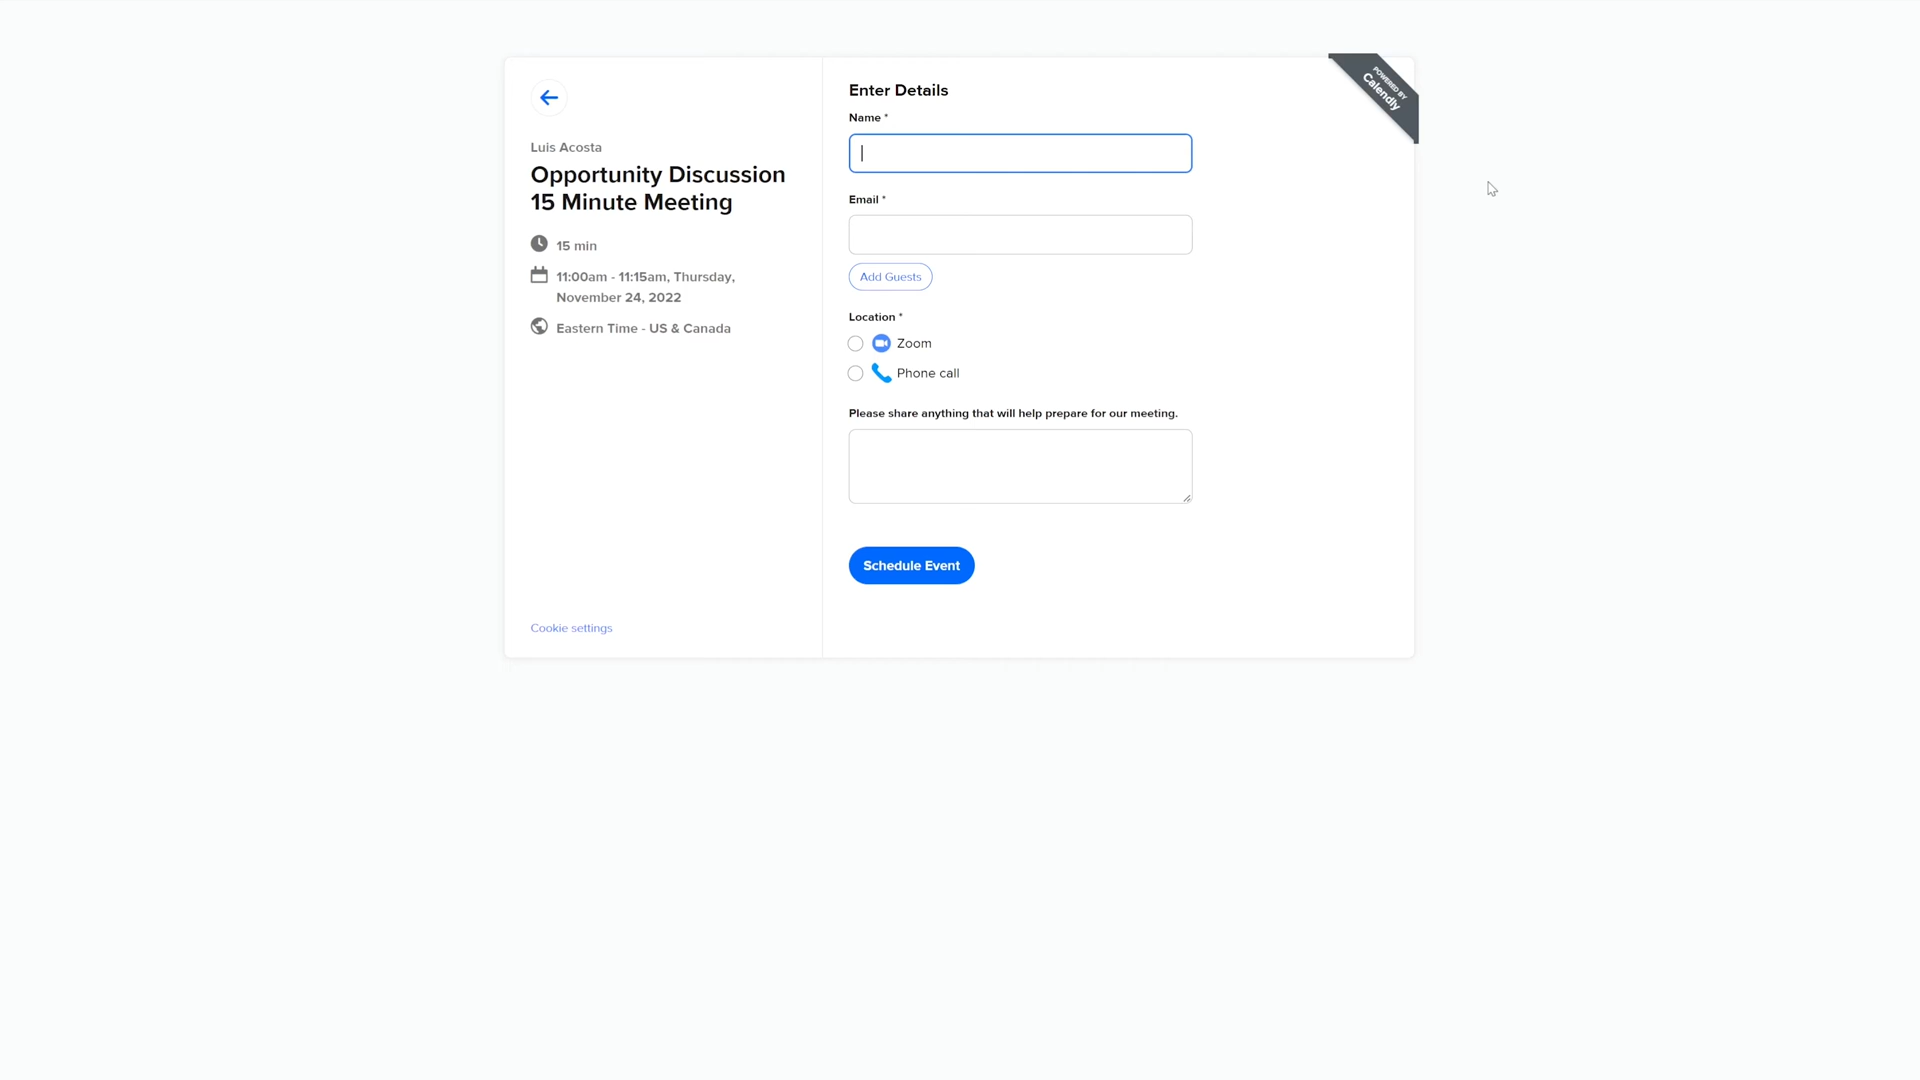 POWERED BY
Calendly
Luis Acosta
Opportunity Discussion
15 Minute Meeting
15 min
11:00am - 11:15am, Thursday,
November 24, 2022
Eastern Time - US & Canada
Cookie settings
Enter Details
Name *
Email *
Add Guests
Location *
Zoom
Phone call
Please share anything that will help prepare for our meeting.
Schedule Event